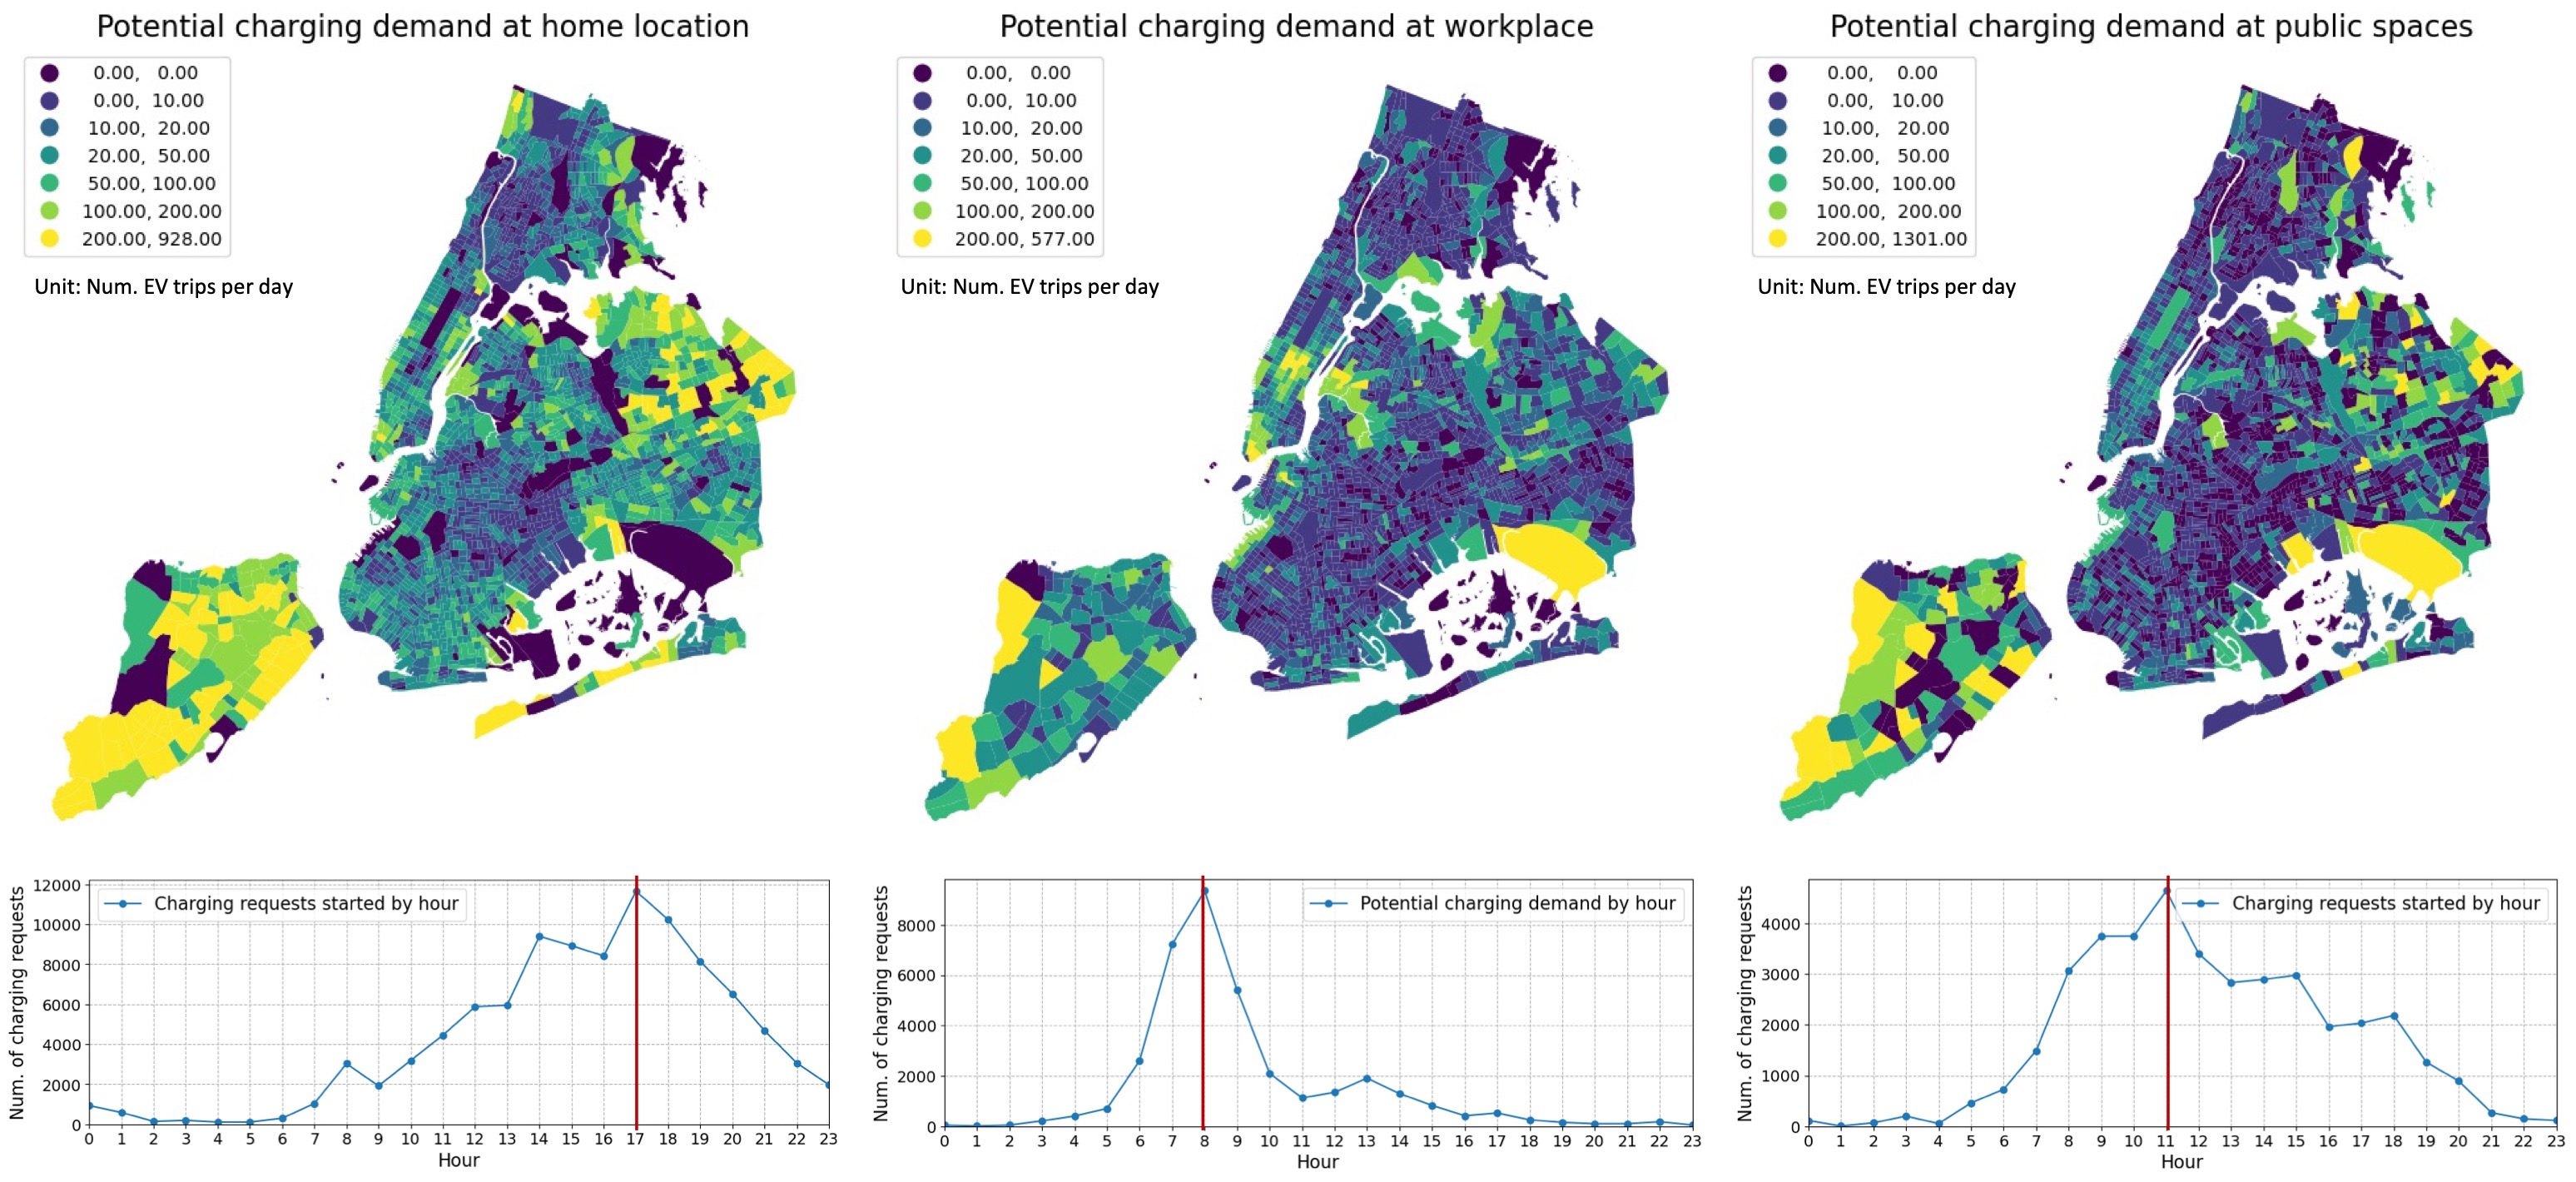 Potential charging demand at home location
0.00, 0.00
0.00, 10.00
10.00, 20.00
20.00, 50.00
50.00, 100.00
100.00, 200.00
200.00, 928.00
Unit: Num. EV trips per day
Potential charging demand at workplace
0.00, 0.00
0.00, 10.00
10.00, 20.00
20.00, 50.00
50.00, 100.00
100.00, 200.00
200.00, 577.00
Unit: Num. EV trips per day
Potential charging demand at public spaces
0.00, 0.00
0.00, 10.00
10.00, 20.00
20.00, 50.00
50.00, 100.00
100.00, 200.00
200.00, 1301.00
Unit: Num. EV trips per day
Num. of charging requests
12000
10000
8000
6000
4000
2000
0
Charging requests started by hour
0 1 2 3 4 5 6 7 8 9 10 11 12 13 14 15 16 17 18 19 20 21 22 23
Hour
Num. of charging requests
8000
6000
4000
2000
0
Potential charging demand by hour
0 1 2 3 4 5 6 7 8 9 10 11 12 13 14 15 16 17 18 19 20 21 22 23
Hour
Num. of charging requests
4000
3000
2000
1000
0
Charging requests started by hour
0 1 2 3 4 5 6 7 8 9 10 11 12 13 14 15 16 17 18 19 20 21 22 23
Hour